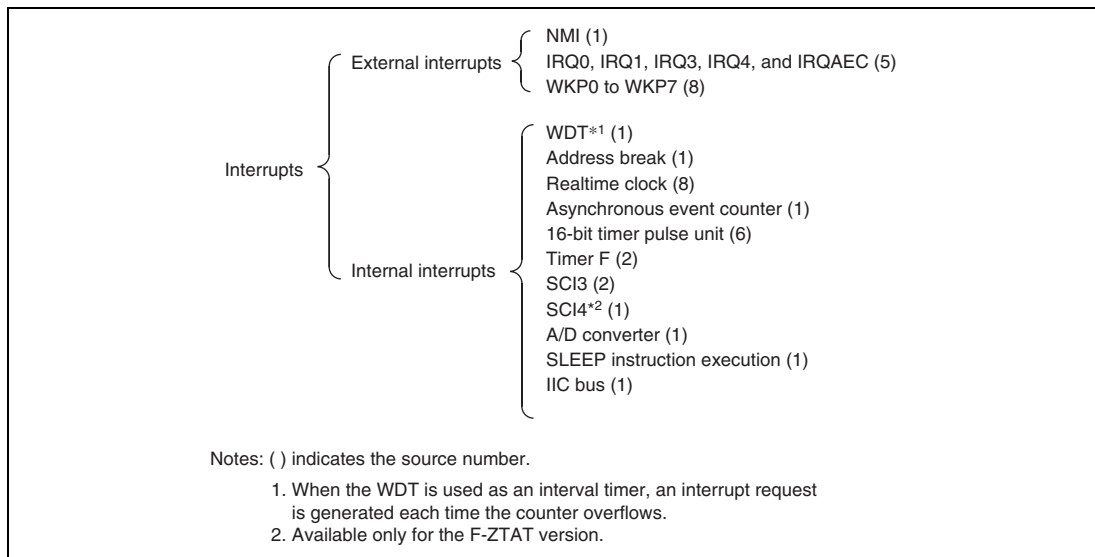 Interrupts
External interrupts
NMI (1)
IRQ0, IRQ1, IRQ3, IRQ4, and IRQAEC (5)
WKP0 to WKP7 (8)
Internal interrupts
WDT*1 (1)
Address break (1)
Realtime clock (8)
Asynchronous event counter (1)
16-bit timer pulse unit (6)
Timer F (2)
SCI3 (2)
SCI4*2 (1)
A/D converter (1)
SLEEP instruction execution (1)
IIC bus (1)
Notes: ( ) indicates the source number.
1. When the WDT is used as an interval timer, an interrupt request
is generated each time the counter overflows.
2. Available only for the F-ZTAT version.